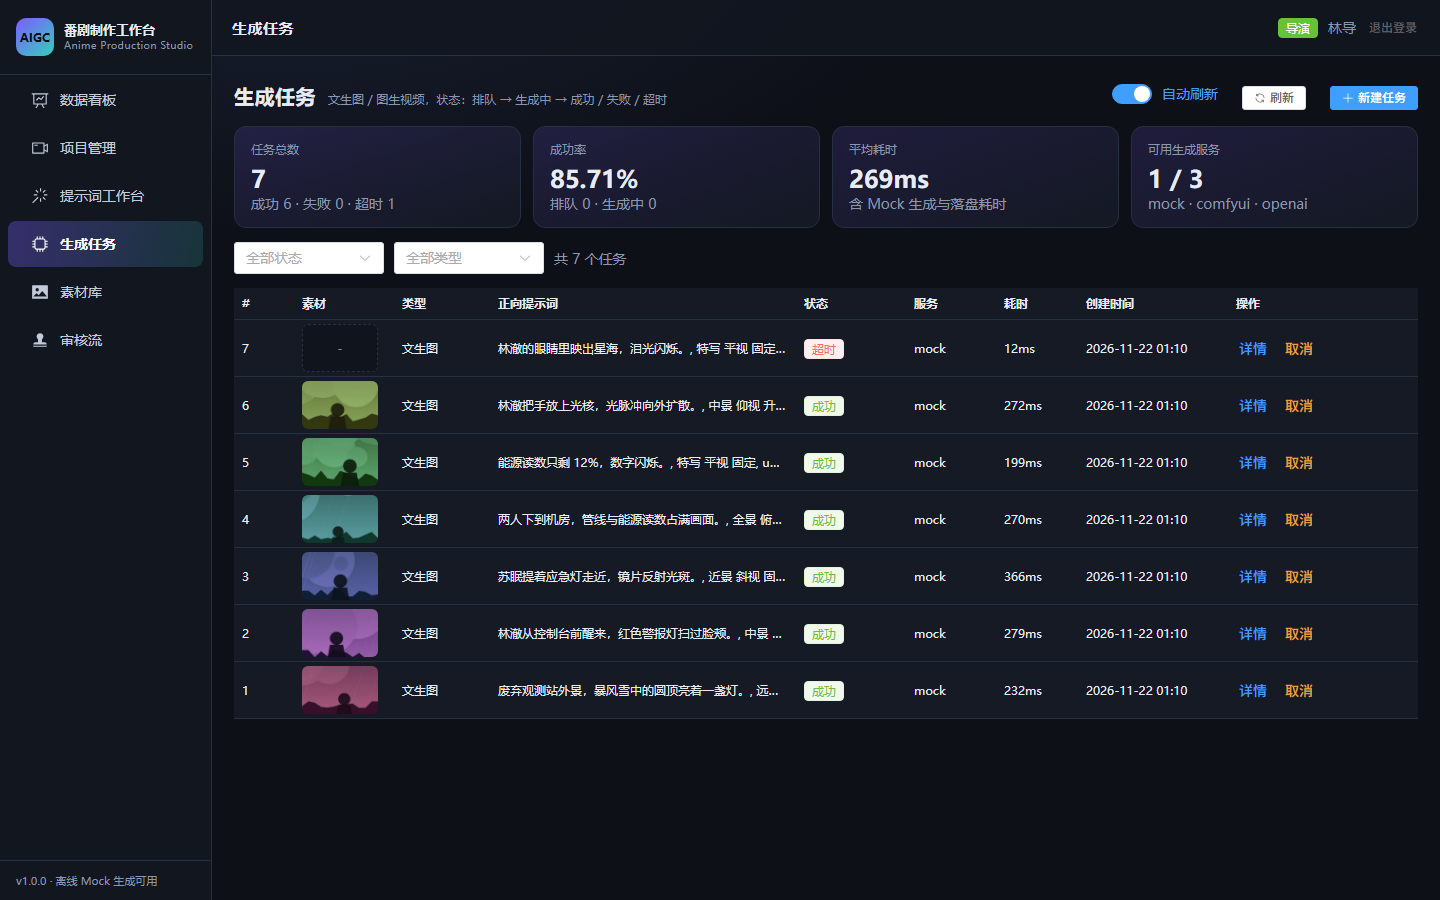 AIGC
番剧制作工作台
Anime Production Studio
数据看板
项目管理
提示词工作台
生成任务
素材库
审核流
v1.0.0 · 离线 Mock 生成可用
生成任务
导演 林导 退出登录
生成任务 文生图 / 图生视频，状态：排队 → 生成中 → 成功 / 失败 / 超时
自动刷新 刷新 新建任务
任务总数
7
成功 6 · 失败 0 · 超时 1
成功率
85.71%
排队 0 · 生成中 0
平均耗时
269ms
含 Mock 生成与落盘耗时
可用生成服务
1 / 3
mock · comfyui · openai
全部状态 全部类型 共 7 个任务
# 素材 类型 正向提示词 状态 服务 耗时 创建时间 操作
7 - 文生图 林澈的眼睛里映出星海，泪光闪烁。, 特写 平视 固定... 超时 mock 12ms 2026-11-22 01:10 详情 取消
6 文生图 林澈把手放上光核，光脉冲向外扩散。, 中景 仰视 升... 成功 mock 272ms 2026-11-22 01:10 详情 取消
5 文生图 能源读数只剩 12%，数字闪烁。, 特写 平视 固定, u... 成功 mock 199ms 2026-11-22 01:10 详情 取消
4 文生图 两人下到机房，管线与能源读数占满画面。, 全景 俯... 成功 mock 270ms 2026-11-22 01:10 详情 取消
3 文生图 苏眠提着应急灯走近，镜片反射光斑。, 近景 斜视 固... 成功 mock 366ms 2026-11-22 01:10 详情 取消
2 文生图 林澈从控制台前醒来，红色警报灯扫过脸颊。, 中景 ... 成功 mock 279ms 2026-11-22 01:10 详情 取消
1 文生图 废弃观测站外景，暴风雪中的圆顶亮着一盏灯。, 远... 成功 mock 232ms 2026-11-22 01:10 详情 取消